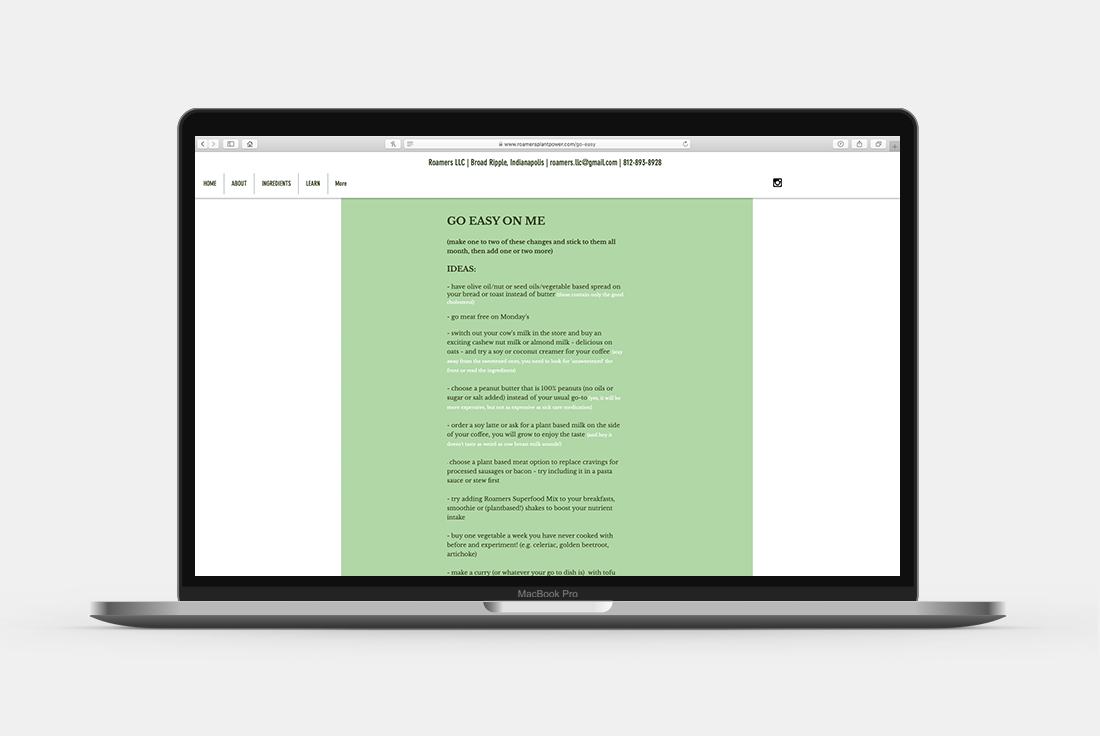 www.roamersplantpower.com/go-easy
Roamers LLC | Broad Ripple, Indianapolis | roamers.llc@gmail.com | 812-893-8928
HOME ABOUT INGREDIENTS LEARN More
GO EASY ON ME
(make one to two of these changes and stick to them all
month, then add one or two more)
IDEAS:
- have olive oil/nut or seed oils/vegetable based spread on
your bread or toast instead of butter (these contain only the good
cholesterol)
- go meat free on Monday's
- switch out your cow's milk in the store and buy an
exciting cashew nut milk or almond milk - delicious on
oats - and try a soy or coconut creamer for your coffee (stay
away from the sweetened ones, you need to look for 'unsweetened' the
front or read the ingredients)
- choose a peanut butter that is 100% peanuts (no oils or
sugar or salt added) instead of your usual go-to (yes, it will be
more expensive, but not as expensive as sick care medication)
- order a soy latte or ask for a plant based milk on the side
of your coffee, you will grow to enjoy the taste (and hey it
doesn't taste as weird as cow breast milk sounds!)
- choose a plant based meat option to replace cravings for
processed sausages or bacon - try including it in a pasta
sauce or stew first
- try adding Roamers Superfood Mix to your breakfasts,
smoothie or (plantbased!) shakes to boost your nutrient
intake
- buy one vegetable a week you have never cooked with
before and experiment! (e.g. celeriac, golden beetroot,
artichoke)
- make a curry (or whatever your go to dish is) with tofu
MacBook Pro